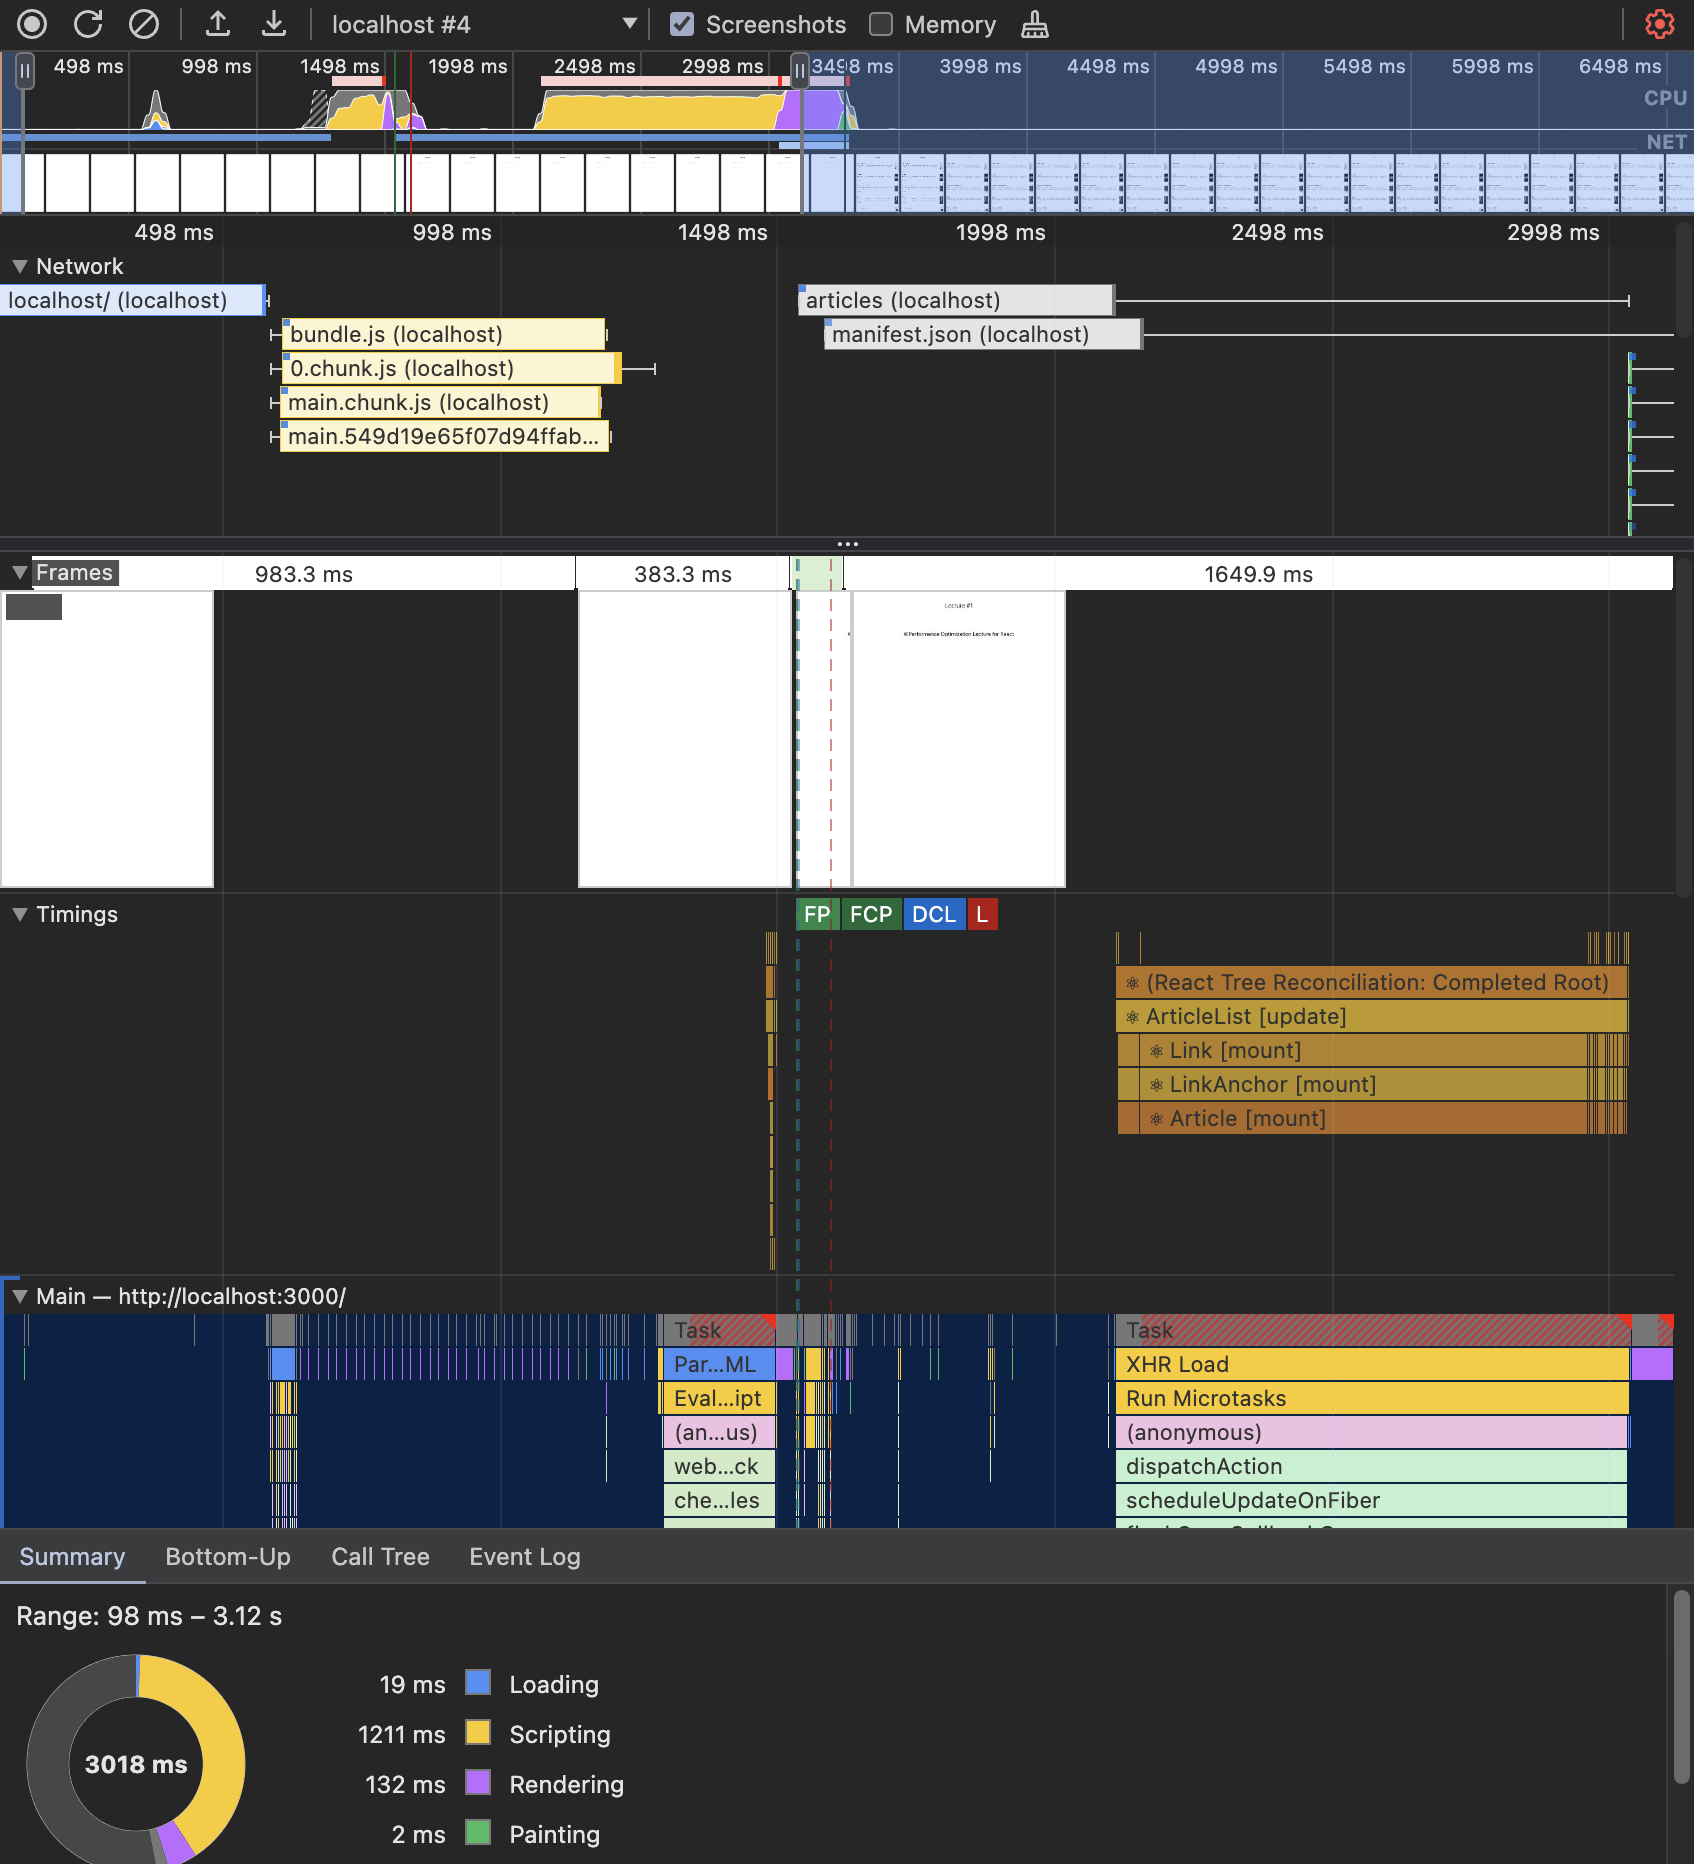 localhost #4
Screenshots
Memory
498 ms 998 ms 1498 ms 1998 ms 2498 ms 2998 ms 3498 ms 3998 ms 4498 ms 4998 ms 5498 ms 5998 ms 6498 ms
CPU
NET
498 ms 998 ms 1498 ms 1998 ms 2498 ms 2998 ms
Network
localhost/ (localhost)
articles (localhost)
bundle.js (localhost)
manifest.json (localhost)
0.chunk.js (localhost)
main.chunk.js (localhost)
main.549d19e65f07d94ffab...
Frames
983.3 ms 383.3 ms 1649.9 ms
Lecture #1
Performance Optimization Lecture for React
Timings
FP FCP DCL L
(React Tree Reconciliation: Completed Root)
ArticleList [update]
Link [mount]
LinkAnchor [mount]
Article [mount]
Main — http://localhost:3000/
Task Task
Par...ML XHR Load
Eval...ipt Run Microtasks
(an...us) (anonymous)
web...ck dispatchAction
che...les scheduleUpdateOnFiber
Summary Bottom-Up Call Tree Event Log
Range: 98 ms – 3.12 s
3018 ms
19 ms Loading
1211 ms Scripting
132 ms Rendering
2 ms Painting